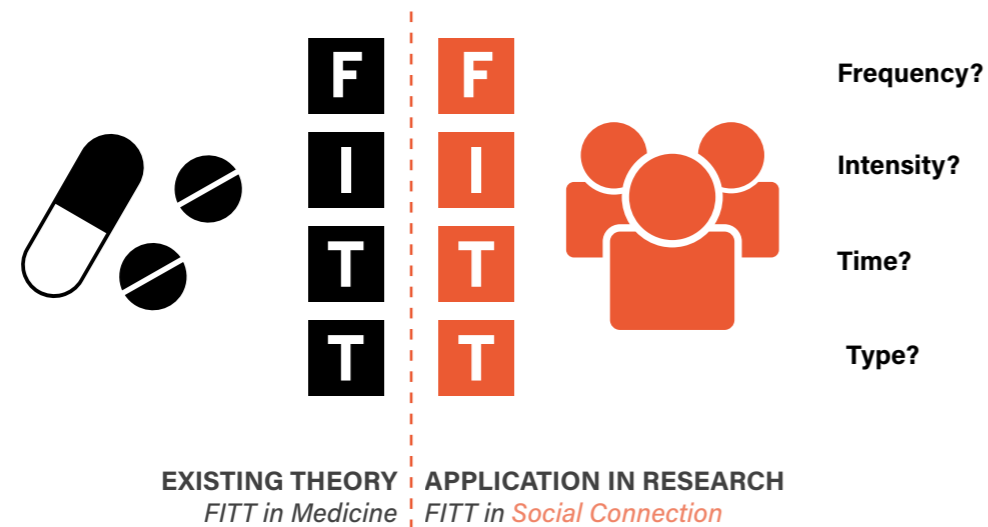 F F Frequency?
I I Intensity?
T T Time?
T T Type?
EXISTING THEORY APPLICATION IN RESEARCH
FITT in Medicine FITT in Social Connection